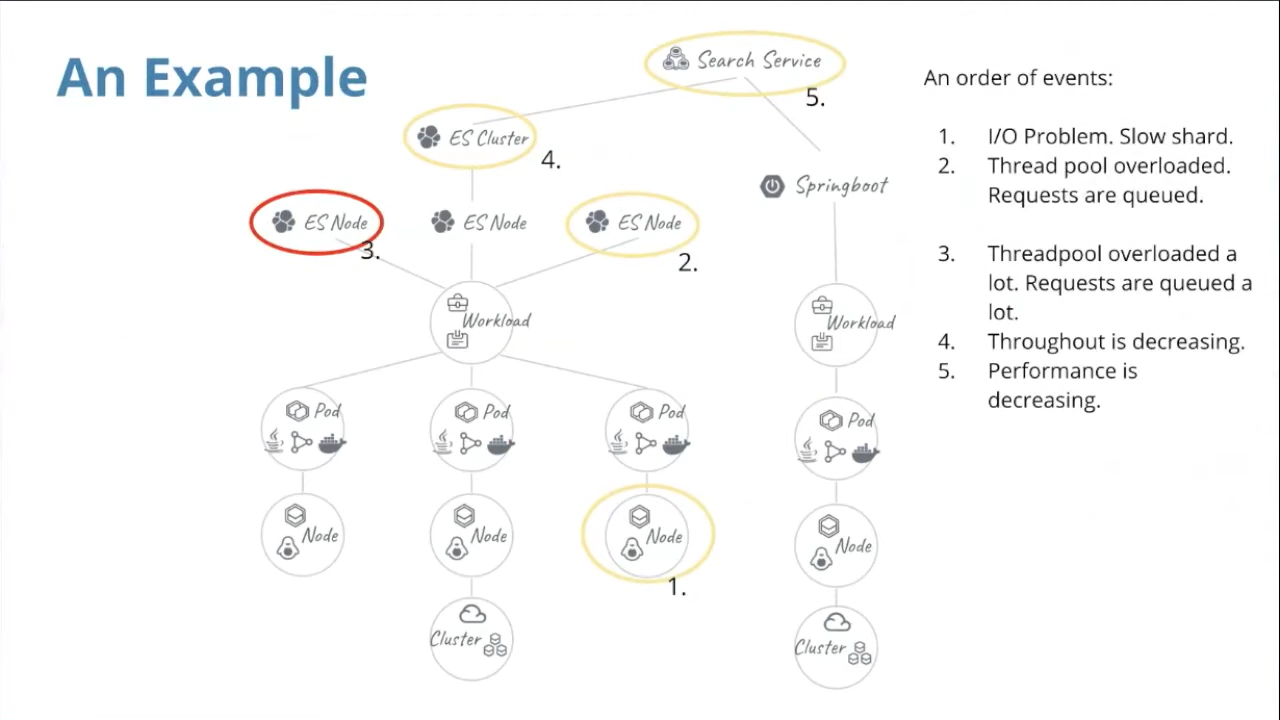 An Example
Search Service
5.
ES Cluster
4.
ES Node
3.
ES Node
ES Node
2.
Springboot
Workload
Workload
Pod
Pod
Pod
Pod
Node
Node
Node
1.
Node
Cluster
Cluster
An order of events:
1. I/O Problem. Slow shard.
2. Thread pool overloaded.
Requests are queued.
3. Threadpool overloaded a
lot. Requests are queued a
lot.
4. Throughout is decreasing.
5. Performance is
decreasing.